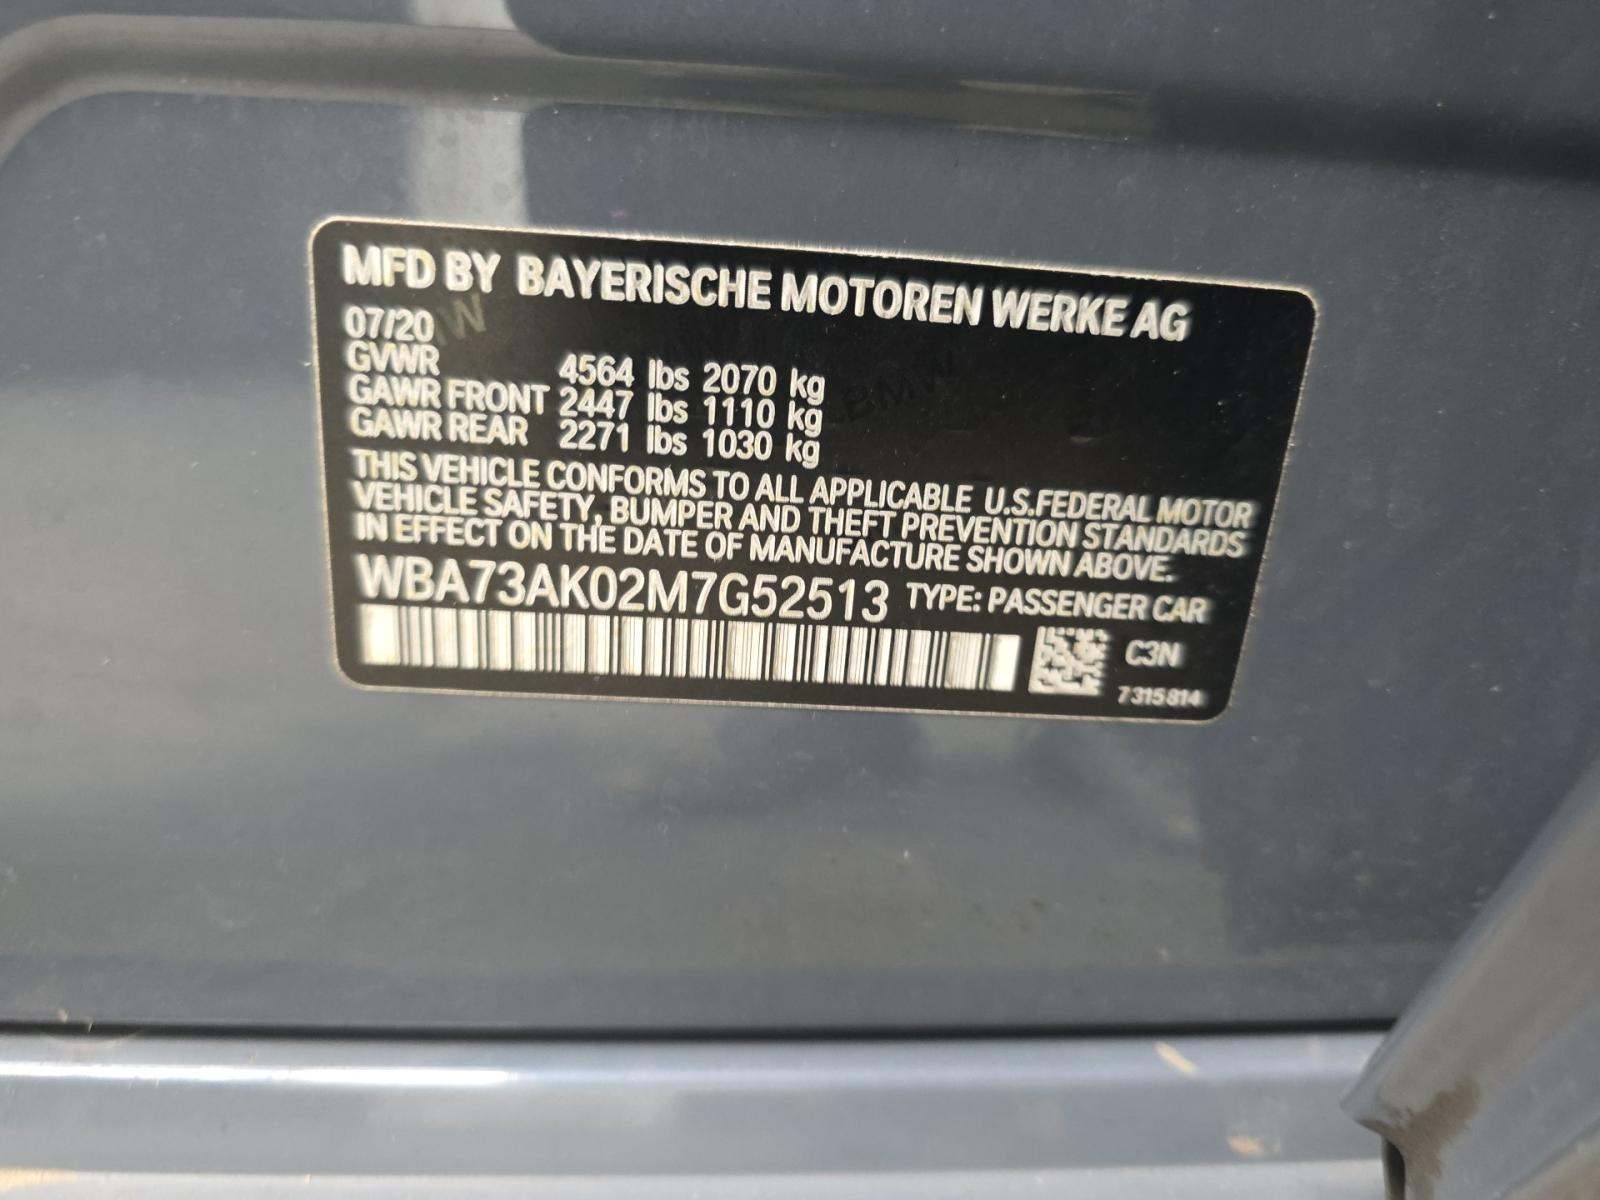 MFD BY BAYERISCHE MOTOREN WERKE AG
07/20
GVWR 4564 lbs 2070 kg
GAWR FRONT 2447 lbs 1110 kg
GAWR REAR 2271 lbs 1030 kg
THIS VEHICLE CONFORMS TO ALL APPLICABLE U.S.FEDERAL MOTOR
VEHICLE SAFETY, BUMPER AND THEFT PREVENTION STANDARDS
IN EFFECT ON THE DATE OF MANUFACTURE SHOWN ABOVE.
WBA73AK02M7G52513 TYPE: PASSENGER CAR
C3N
7315814